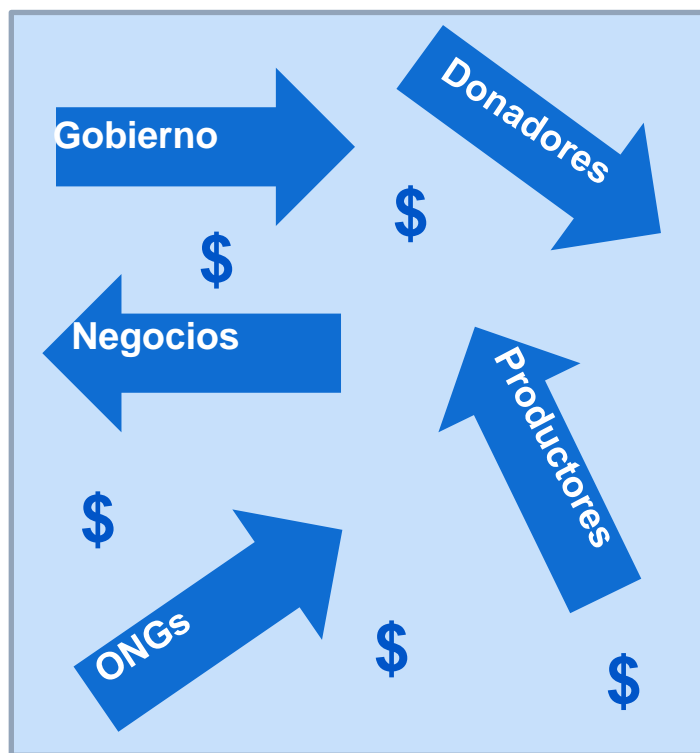 Gobierno
Donadores
$
$
Negocios
Productores
$
ONGs
$
$